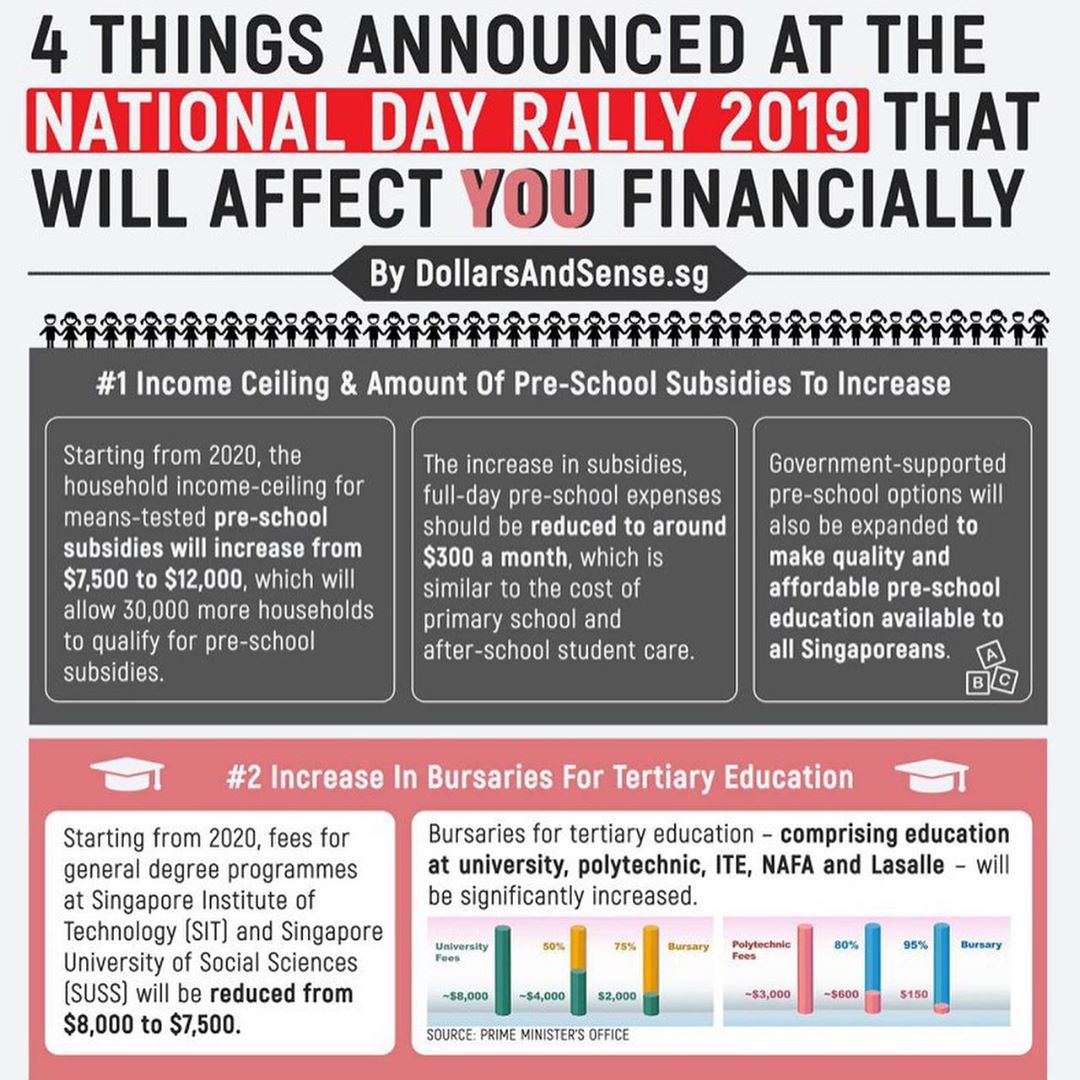 4 THINGS ANNOUNCED AT THE
NATIONAL DAY RALLY 2019 THAT
WILL AFFECT YOU FINANCIALLY
By DollarsAndSense.sg
#1 Income Ceiling & Amount Of Pre-School Subsidies To Increase
Starting from 2020, the
household income-ceiling for
means-tested pre-school
subsidies will increase from
$7,500 to $12,000, which will
allow 30,000 more households
to qualify for pre-school
subsidies.
The increase in subsidies,
full-day pre-school expenses
should be reduced to around
$300 a month, which is
similar to the cost of
primary school and
after-school student care.
Government-supported
pre-school options will
also be expanded to
make quality and
affordable pre-school
education available to
all Singaporeans.
A
B C
#2 Increase In Bursaries For Tertiary Education
Starting from 2020, fees for
general degree programmes
at Singapore Institute of
Technology (SIT) and Singapore
University of Social Sciences
(SUSS) will be reduced from
$8,000 to $7,500.
Bursaries for tertiary education – comprising education
at university, polytechnic, ITE, NAFA and Lasalle – will
be significantly increased.
University
Fees
50%
75%
Bursary
~$8,000
~$4,000
$2,000
Polytechnic
Fees
80%
95%
Bursary
~$3,000
~$600
$150
SOURCE: PRIME MINISTER'S OFFICE